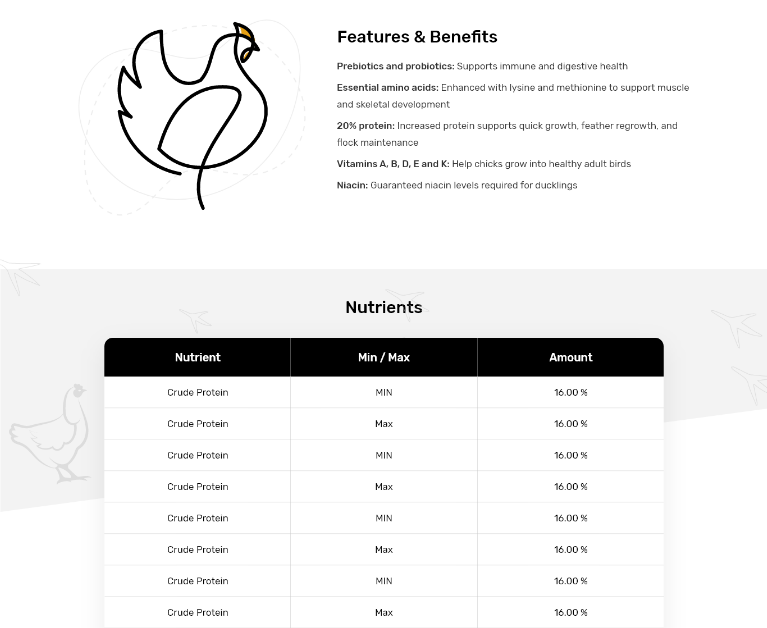 Features & Benefits
Prebiotics and probiotics: Supports immune and digestive health
Essential amino acids: Enhanced with lysine and methionine to support muscle
and skeletal development
20% protein: Increased protein supports quick growth, feather regrowth, and
flock maintenance
Vitamins A, B, D, E and K: Help chicks grow into healthy adult birds
Niacin: Guaranteed niacin levels required for ducklings
Nutrients
Nutrient Min / Max Amount
Crude Protein MIN 16.00 %
Crude Protein Max 16.00 %
Crude Protein MIN 16.00 %
Crude Protein Max 16.00 %
Crude Protein MIN 16.00 %
Crude Protein Max 16.00 %
Crude Protein MIN 16.00 %
Crude Protein Max 16.00 %